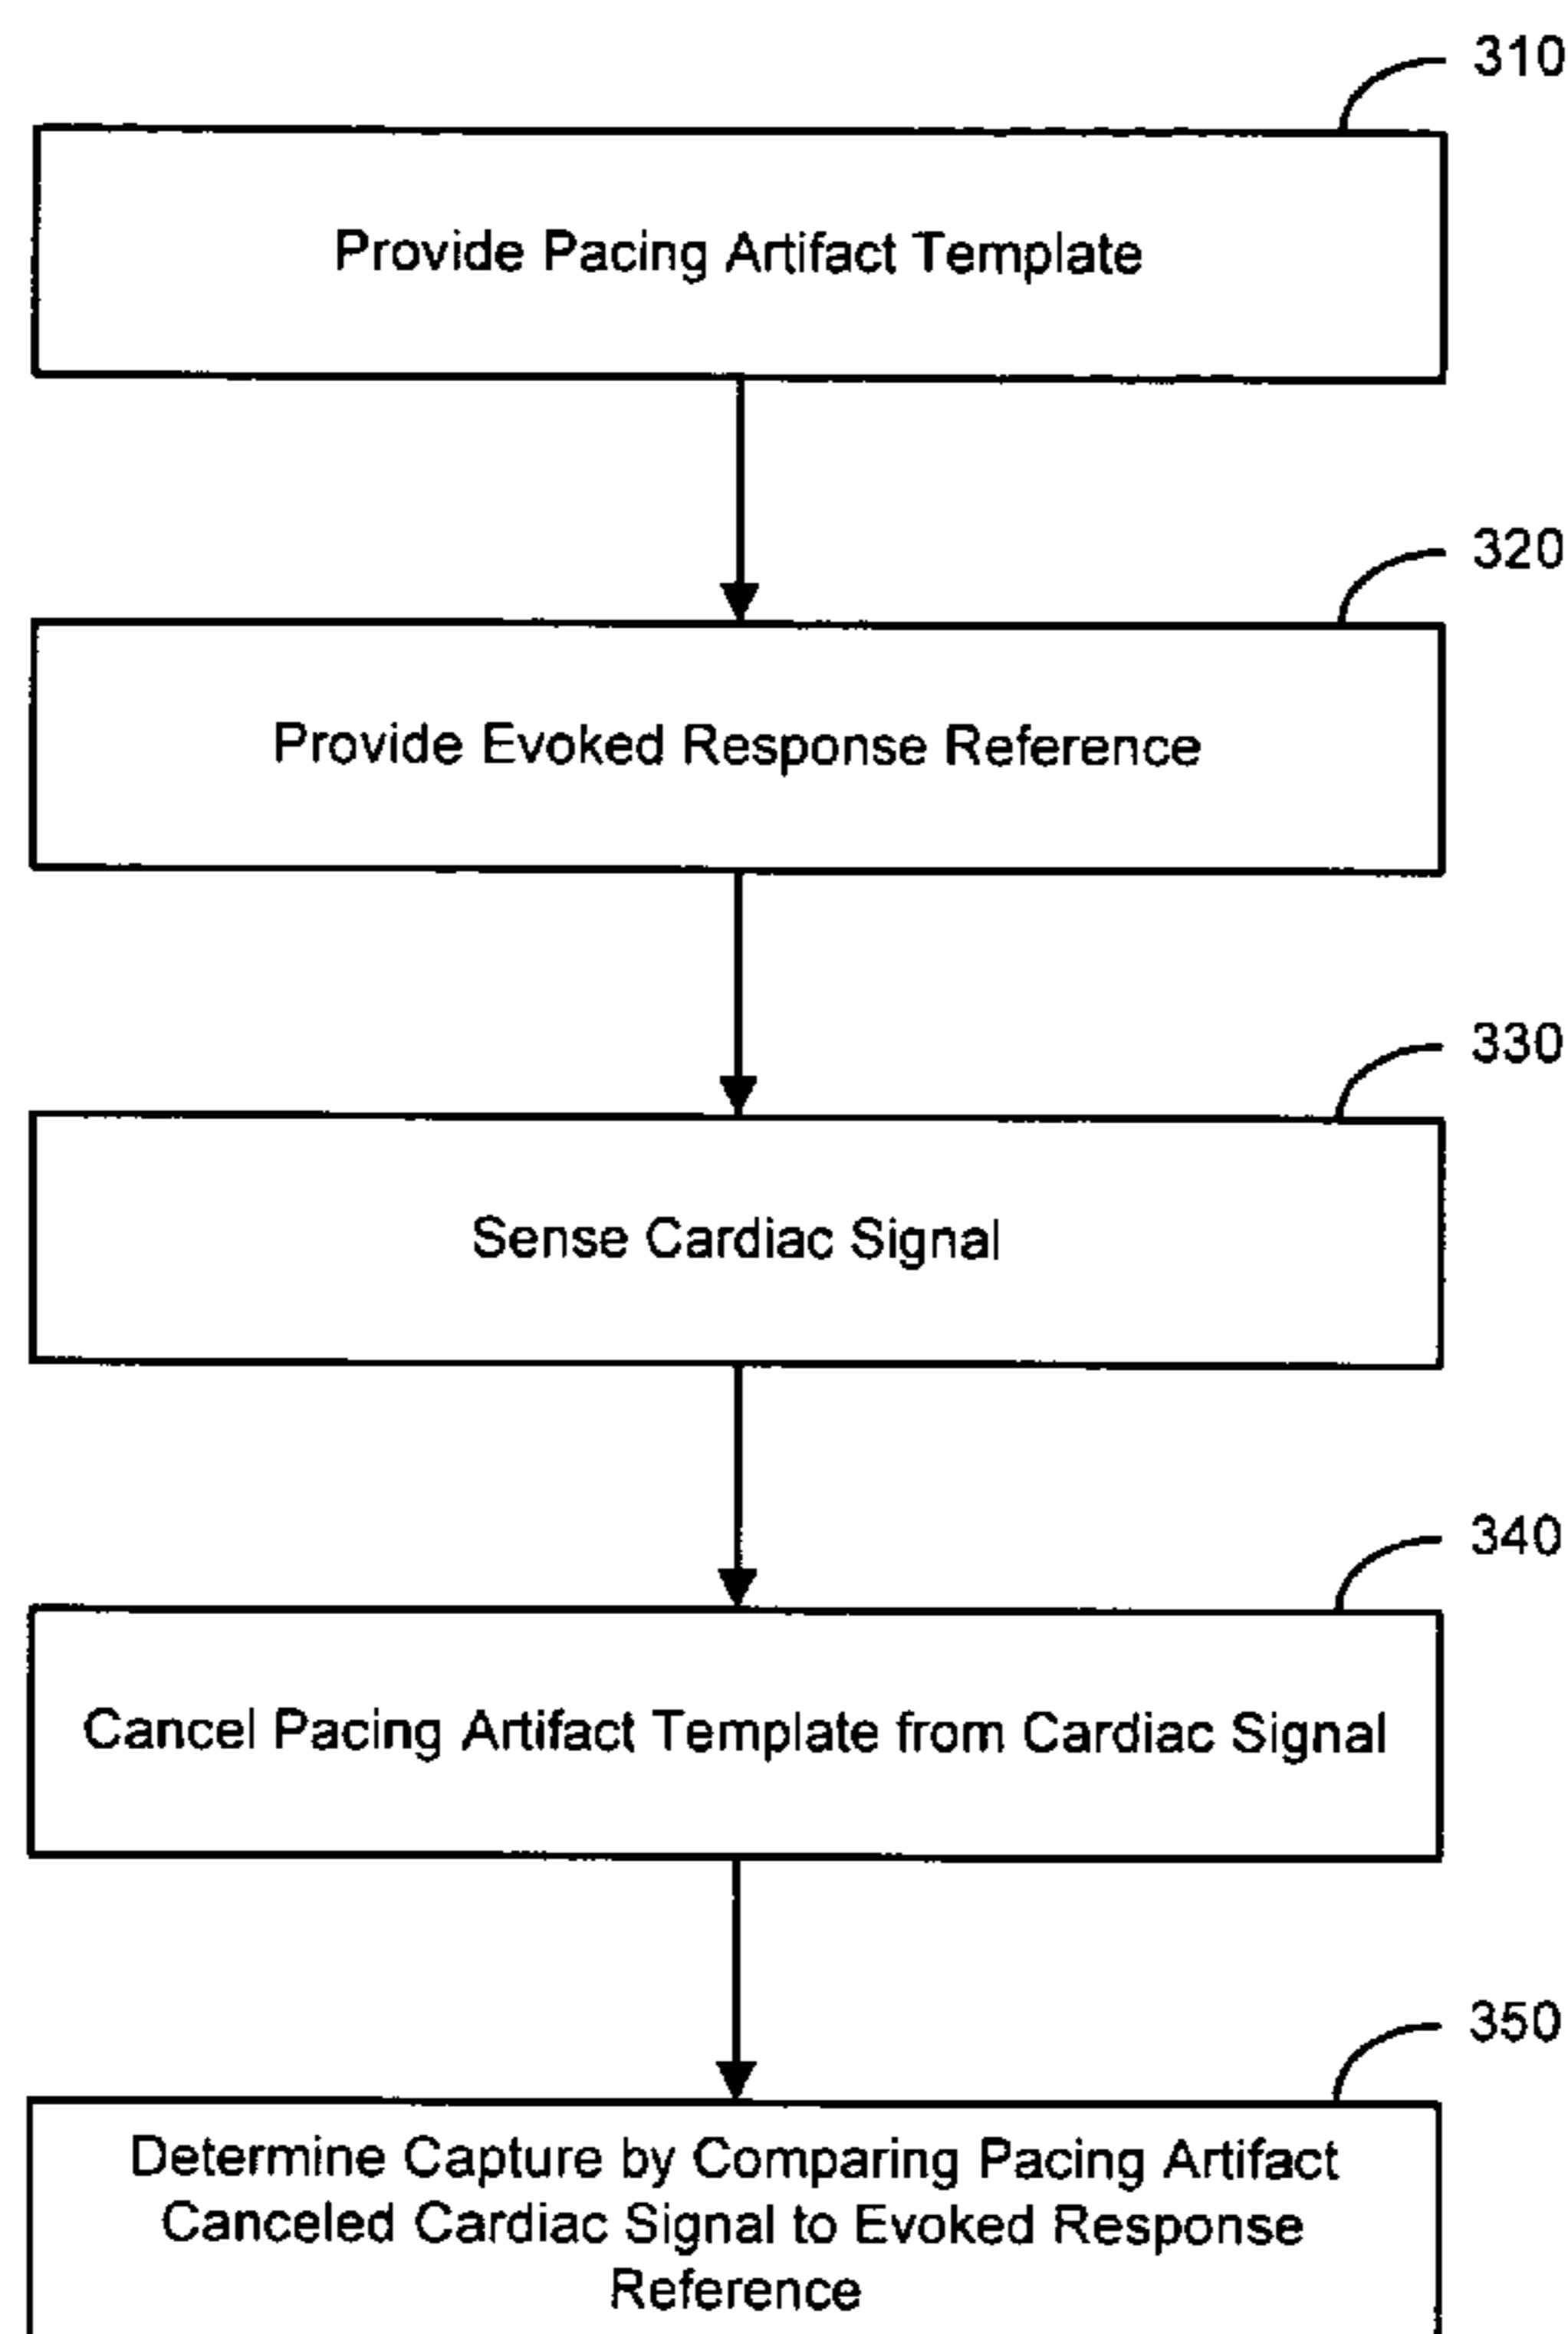 310
Provide Pacing Artifact Template
320
Provide Evoked Response Reference
330
Sense Cardiac Signal
340
Cancel Pacing Artifact Template from Cardiac Signal
350
Determine Capture by Comparing Pacing Artifact
Canceled Cardiac Signal to Evoked Response
Reference